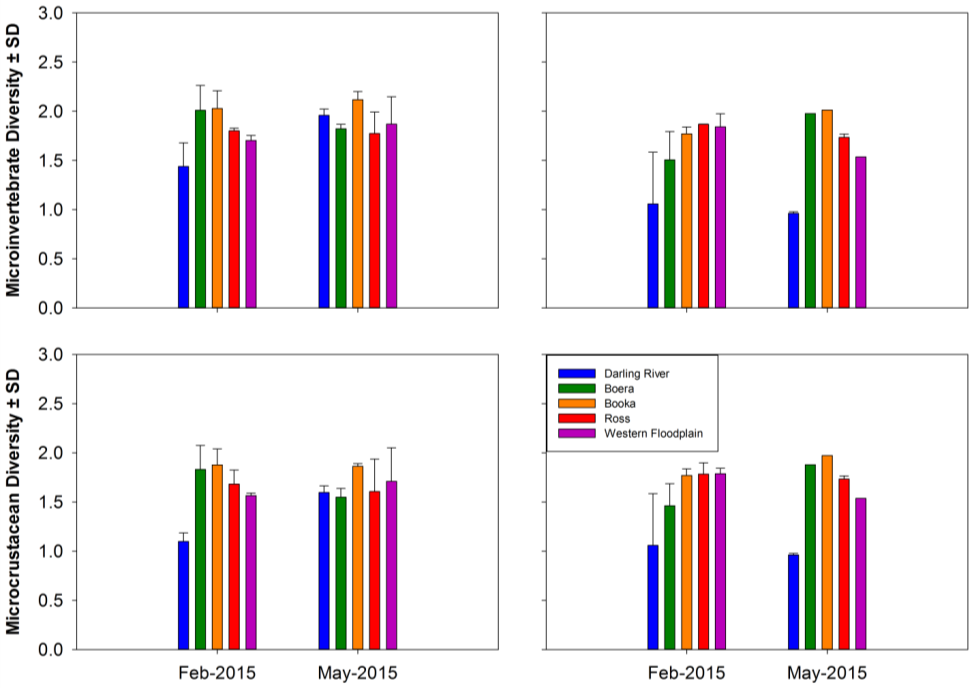 Microinvertebrate Diversity ± SD
3.0
2.5
2.0
1.5
1.0
0.5
0.0
Microcrustacean Diversity ± SD
3.0
2.5
2.0
1.5
1.0
0.5
0.0
Feb-2015 May-2015
Darling River
Boera
Booka
Ross
Western Floodplain
Feb-2015 May-2015